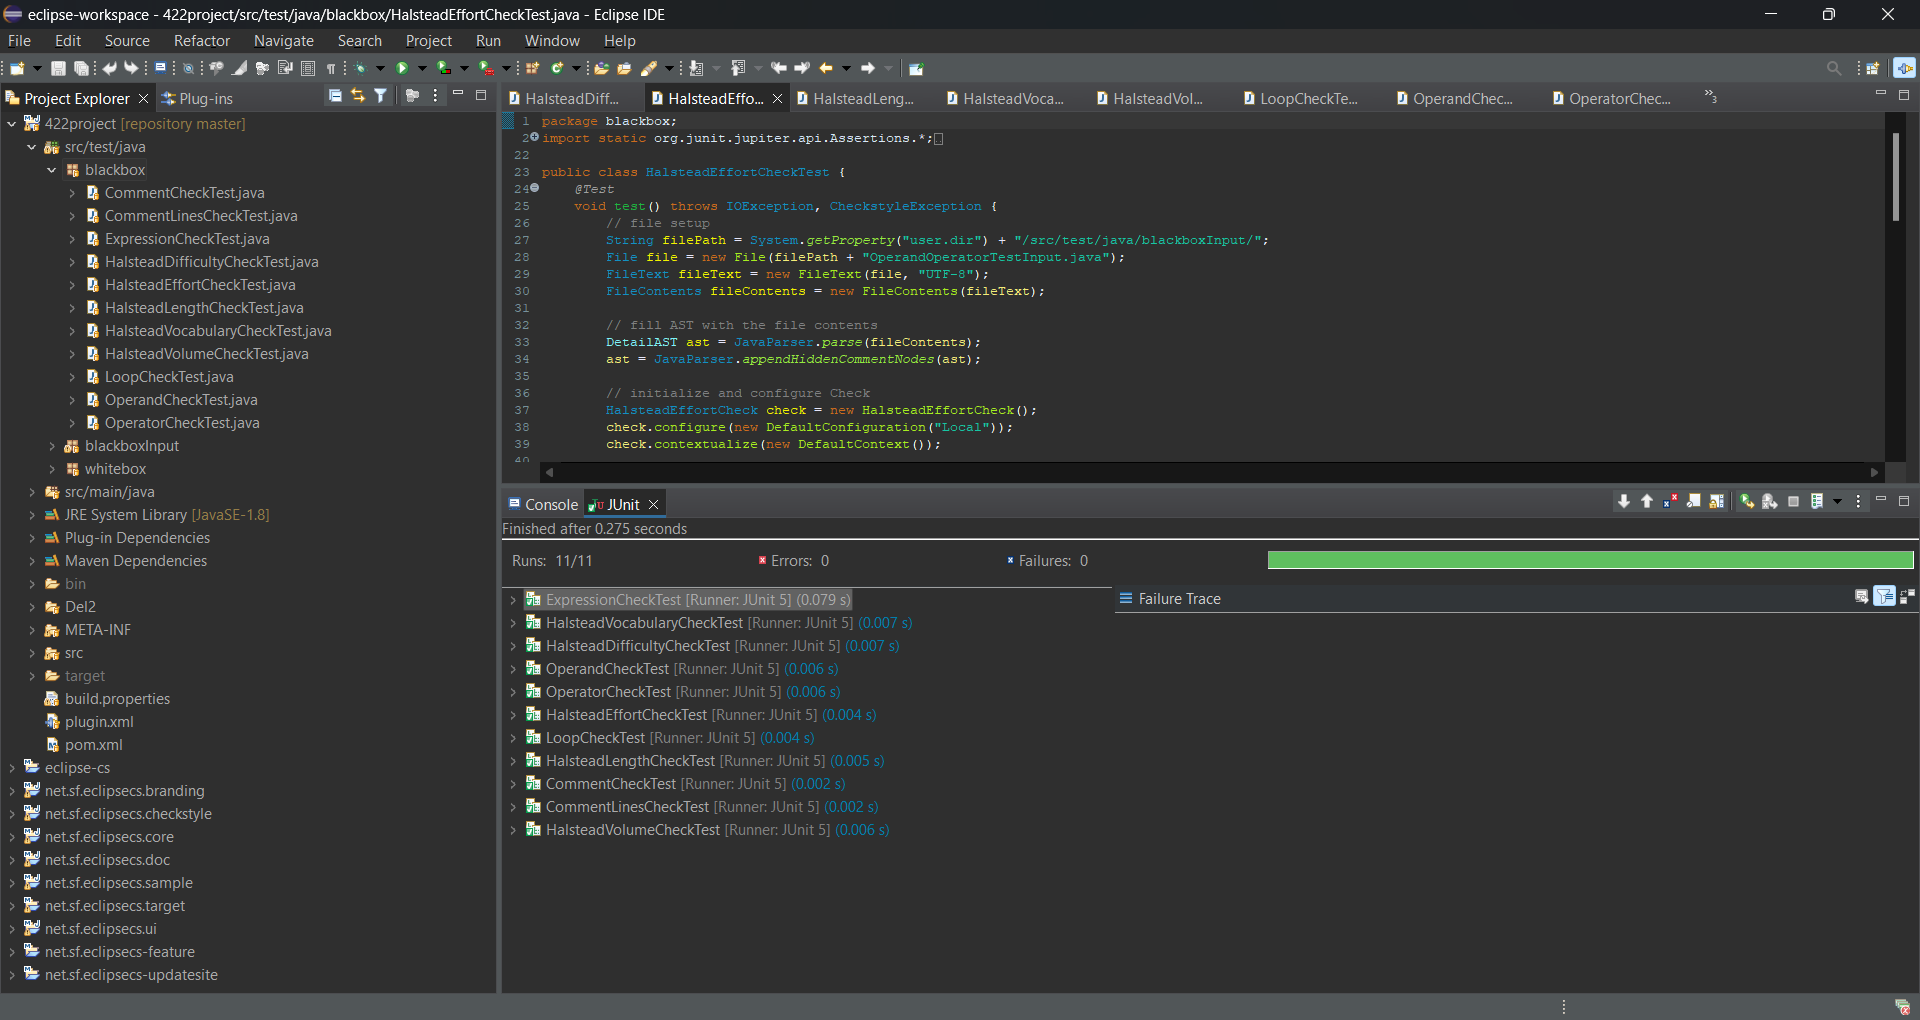 eclipse-workspace - 422project/src/test/java/blackbox/HalsteadEffortCheckTest.java - Eclipse IDE
File Edit Source Refactor Navigate Search Project Run Window Help
Project Explorer Plug-ins
422project [repository master]
src/test/java
blackbox
CommentCheckTest.java
CommentLinesCheckTest.java
ExpressionCheckTest.java
HalsteadDifficultyCheckTest.java
HalsteadEffortCheckTest.java
HalsteadLengthCheckTest.java
HalsteadVocabularyCheckTest.java
HalsteadVolumeCheckTest.java
LoopCheckTest.java
OperandCheckTest.java
OperatorCheckTest.java
blackboxInput
whitebox
src/main/java
JRE System Library [JavaSE-1.8]
Plug-in Dependencies
Maven Dependencies
bin
Del2
META-INF
src
target
build.properties
plugin.xml
pom.xml
eclipse-cs
net.sf.eclipsecs.branding
net.sf.eclipsecs.checkstyle
net.sf.eclipsecs.core
net.sf.eclipsecs.doc
net.sf.eclipsecs.sample
net.sf.eclipsecs.target
net.sf.eclipsecs.ui
net.sf.eclipsecs-feature
net.sf.eclipsecs-updatesite
HalsteadDiff... HalsteadEffo... HalsteadLeng... HalsteadVoca... HalsteadVol... LoopCheckTe... OperandChec... OperatorChec... »3
1 package blackbox;
2 import static org.junit.jupiter.api.Assertions.*;
22
23 public class HalsteadEffortCheckTest {
24 @Test
25 void test() throws IOException, CheckstyleException {
26 // file setup
27 String filePath = System.getProperty("user.dir") + "/src/test/java/blackboxInput/";
28 File file = new File(filePath + "OperandOperatorTestInput.java");
29 FileText fileText = new FileText(file, "UTF-8");
30 FileContents fileContents = new FileContents(fileText);
31
32 // fill AST with the file contents
33 DetailAST ast = JavaParser.parse(fileContents);
34 ast = JavaParser.appendHiddenCommentNodes(ast);
35
36 // initialize and configure Check
37 HalsteadEffortCheck check = new HalsteadEffortCheck();
38 check.configure(new DefaultConfiguration("Local"));
39 check.contextualize(new DefaultContext());
40
Console JUnit
Finished after 0.275 seconds
Runs: 11/11 Errors: 0 Failures: 0
ExpressionCheckTest [Runner: JUnit 5] (0.079 s)
HalsteadVocabularyCheckTest [Runner: JUnit 5] (0.007 s)
HalsteadDifficultyCheckTest [Runner: JUnit 5] (0.007 s)
OperandCheckTest [Runner: JUnit 5] (0.006 s)
OperatorCheckTest [Runner: JUnit 5] (0.006 s)
HalsteadEffortCheckTest [Runner: JUnit 5] (0.004 s)
LoopCheckTest [Runner: JUnit 5] (0.004 s)
HalsteadLengthCheckTest [Runner: JUnit 5] (0.005 s)
CommentCheckTest [Runner: JUnit 5] (0.002 s)
CommentLinesCheckTest [Runner: JUnit 5] (0.002 s)
HalsteadVolumeCheckTest [Runner: JUnit 5] (0.006 s)
Failure Trace